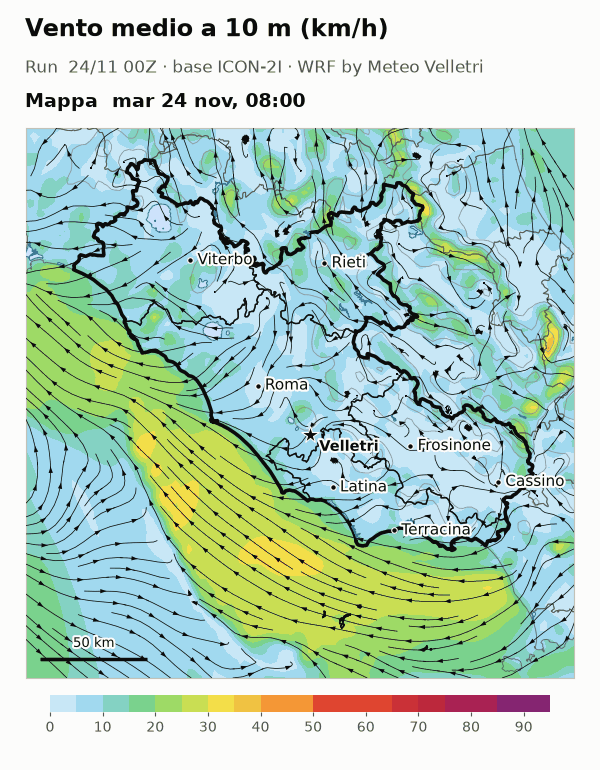 Vento medio a 10 m (km/h)
Run 24/11 00Z · base ICON-2I · WRF by Meteo Velletri
Mappa mar 24 nov, 08:00
Viterbo
Rieti
Roma
Velletri
Frosinone
Cassino
Latina
Terracina
50 km
0 10 20 30 40 50 60 70 80 90